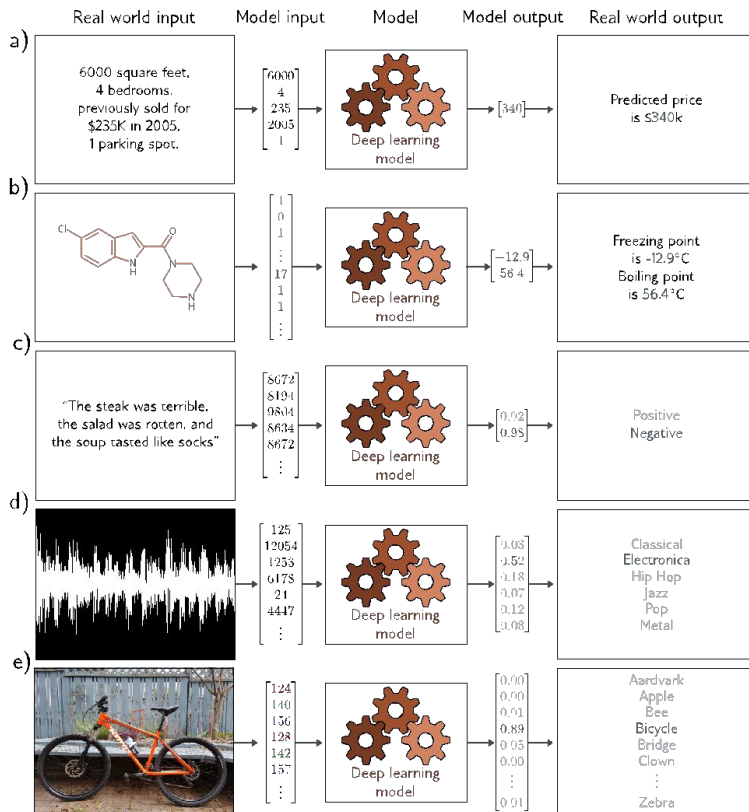 Real world input Model input Model Model output Real world output
a)
6000 square feet,
4 bedrooms,
previously sold for
$235K in 2005,
1 parking spot.
6000
4
235
2005
1
Deep learning
model
340
Predicted price
is $340k
b)
Cl
O
N
N
H
N
H
1
0
1
⋮
17
1
1
⋮
Deep learning
model
−12.9
56.4
Freezing point
is -12.9°C
Boiling point
is 56.4°C
c)
“The steak was terrible,
the salad was rotten, and
the soup tasted like socks”
8672
8194
9804
8634
8672
⋮
Deep learning
model
0.02
0.98
Positive
Negative
d)
125
12054
1253
6178
21
4447
⋮
Deep learning
model
0.03
0.52
0.18
0.07
0.12
0.08
Classical
Electronica
Hip Hop
Jazz
Pop
Metal
e)
124
140
156
128
142
157
⋮
Deep learning
model
0.00
0.00
0.01
0.89
0.05
0.00
⋮
0.01
Aardvark
Apple
Bee
Bicycle
Bridge
Clown
⋮
Zebra